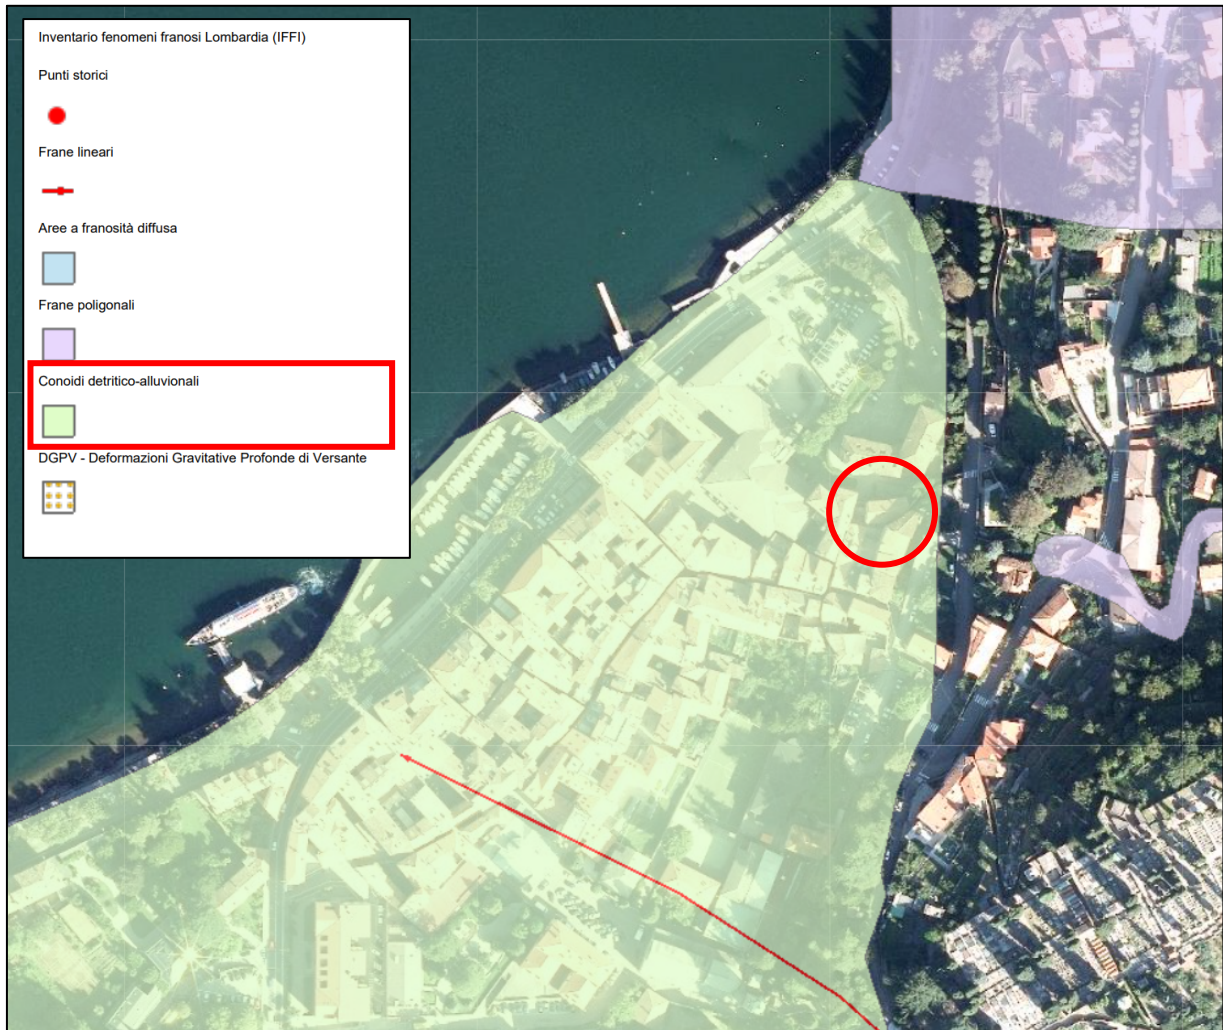 Inventario fenomeni franosi Lombardia (IFFI)
Punti storici
Frane lineari
Aree a franosità diffusa
Frane poligonali
Conoidi detritico-alluvionali
DGPV - Deformazioni Gravitative Profonde di Versante